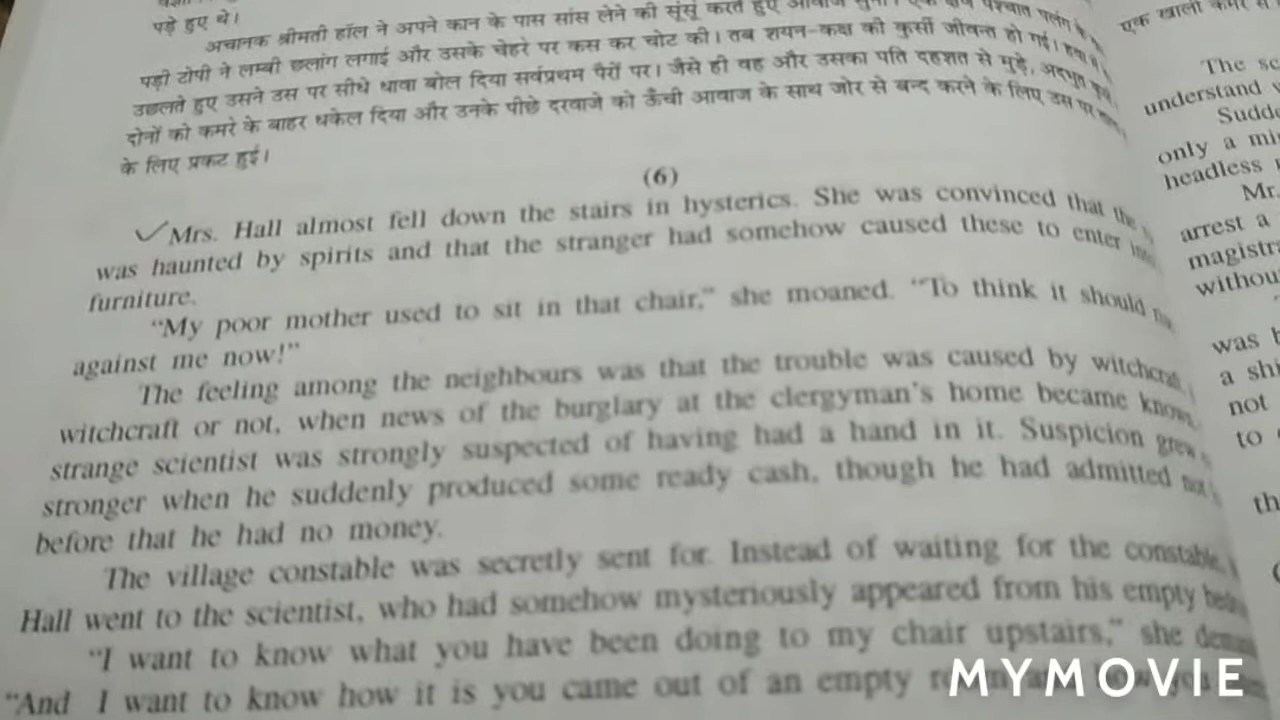 पड़े हुए थे।
अचानक श्रीमती हॉल ने अपने कान के पास सांस लेने की सूंसूं करते हुए आवाज सुनी। एक क्षण पश्चात पलंग के
पड़ी टोपी ने लम्बी छलांग लगाई और उसके चेहरे पर कस कर चोट की। तब शयन-कक्ष की कुर्सी जीवन्त हो गई। हवा में
उछलते हुए उसने उस पर सीधे धावा बोल दिया सर्वप्रथम पैरों पर। जैसे ही वह और उसका पति दहशत से मुड़े, अद्भुत
दोनों को कमरे के बाहर धकेल दिया और उनके पीछे दरवाजे को ऊँची आवाज के साथ जोर से बन्द करने के लिए उस पर
के लिए प्रकट हुई।
(6)
Mrs. Hall almost fell down the stairs in hysterics. She was convinced that the
was haunted by spirits and that the stranger had somehow caused these to enter
furniture.
“My poor mother used to sit in that chair,” she moaned. “To think it should
against me now!”
The feeling among the neighbours was that the trouble was caused by witchcraft.
witchcraft or not, when news of the burglary at the clergyman's home became known,
strange scientist was strongly suspected of having had a hand in it. Suspicion grew
stronger when he suddenly produced some ready cash, though he had admitted not
before that he had no money.
The village constable was secretly sent for. Instead of waiting for the constable,
Hall went to the scientist, who had somehow mysteriously appeared from his empty
“I want to know what you have been doing to my chair upstairs,” she
“And I want to know how it is you came out of an empty
एक खाली कमरे से
The
understand
only a
headless
Mr.
arrest a
was
not
to
MYMOVIE